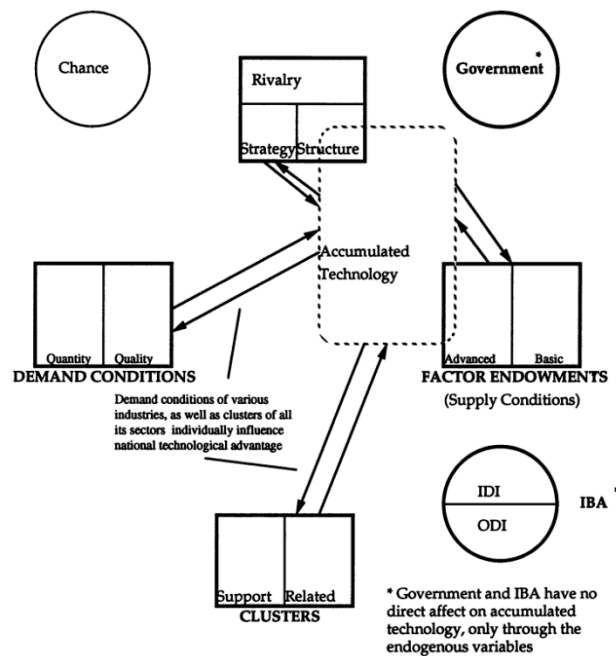 Chance
Government*
Rivalry
Strategy Structure
Accumulated
Technology
Quantity Quality
DEMAND CONDITIONS
Advanced Basic
FACTOR ENDOWMENTS
(Supply Conditions)
Demand conditions of various
industries, as well as clusters of all
its sectors individually influence
national technological advantage
IDI
ODI
IBA *
Support Related
CLUSTERS
* Government and IBA have no
direct affect on accumulated
technology, only through the
endogenous variables